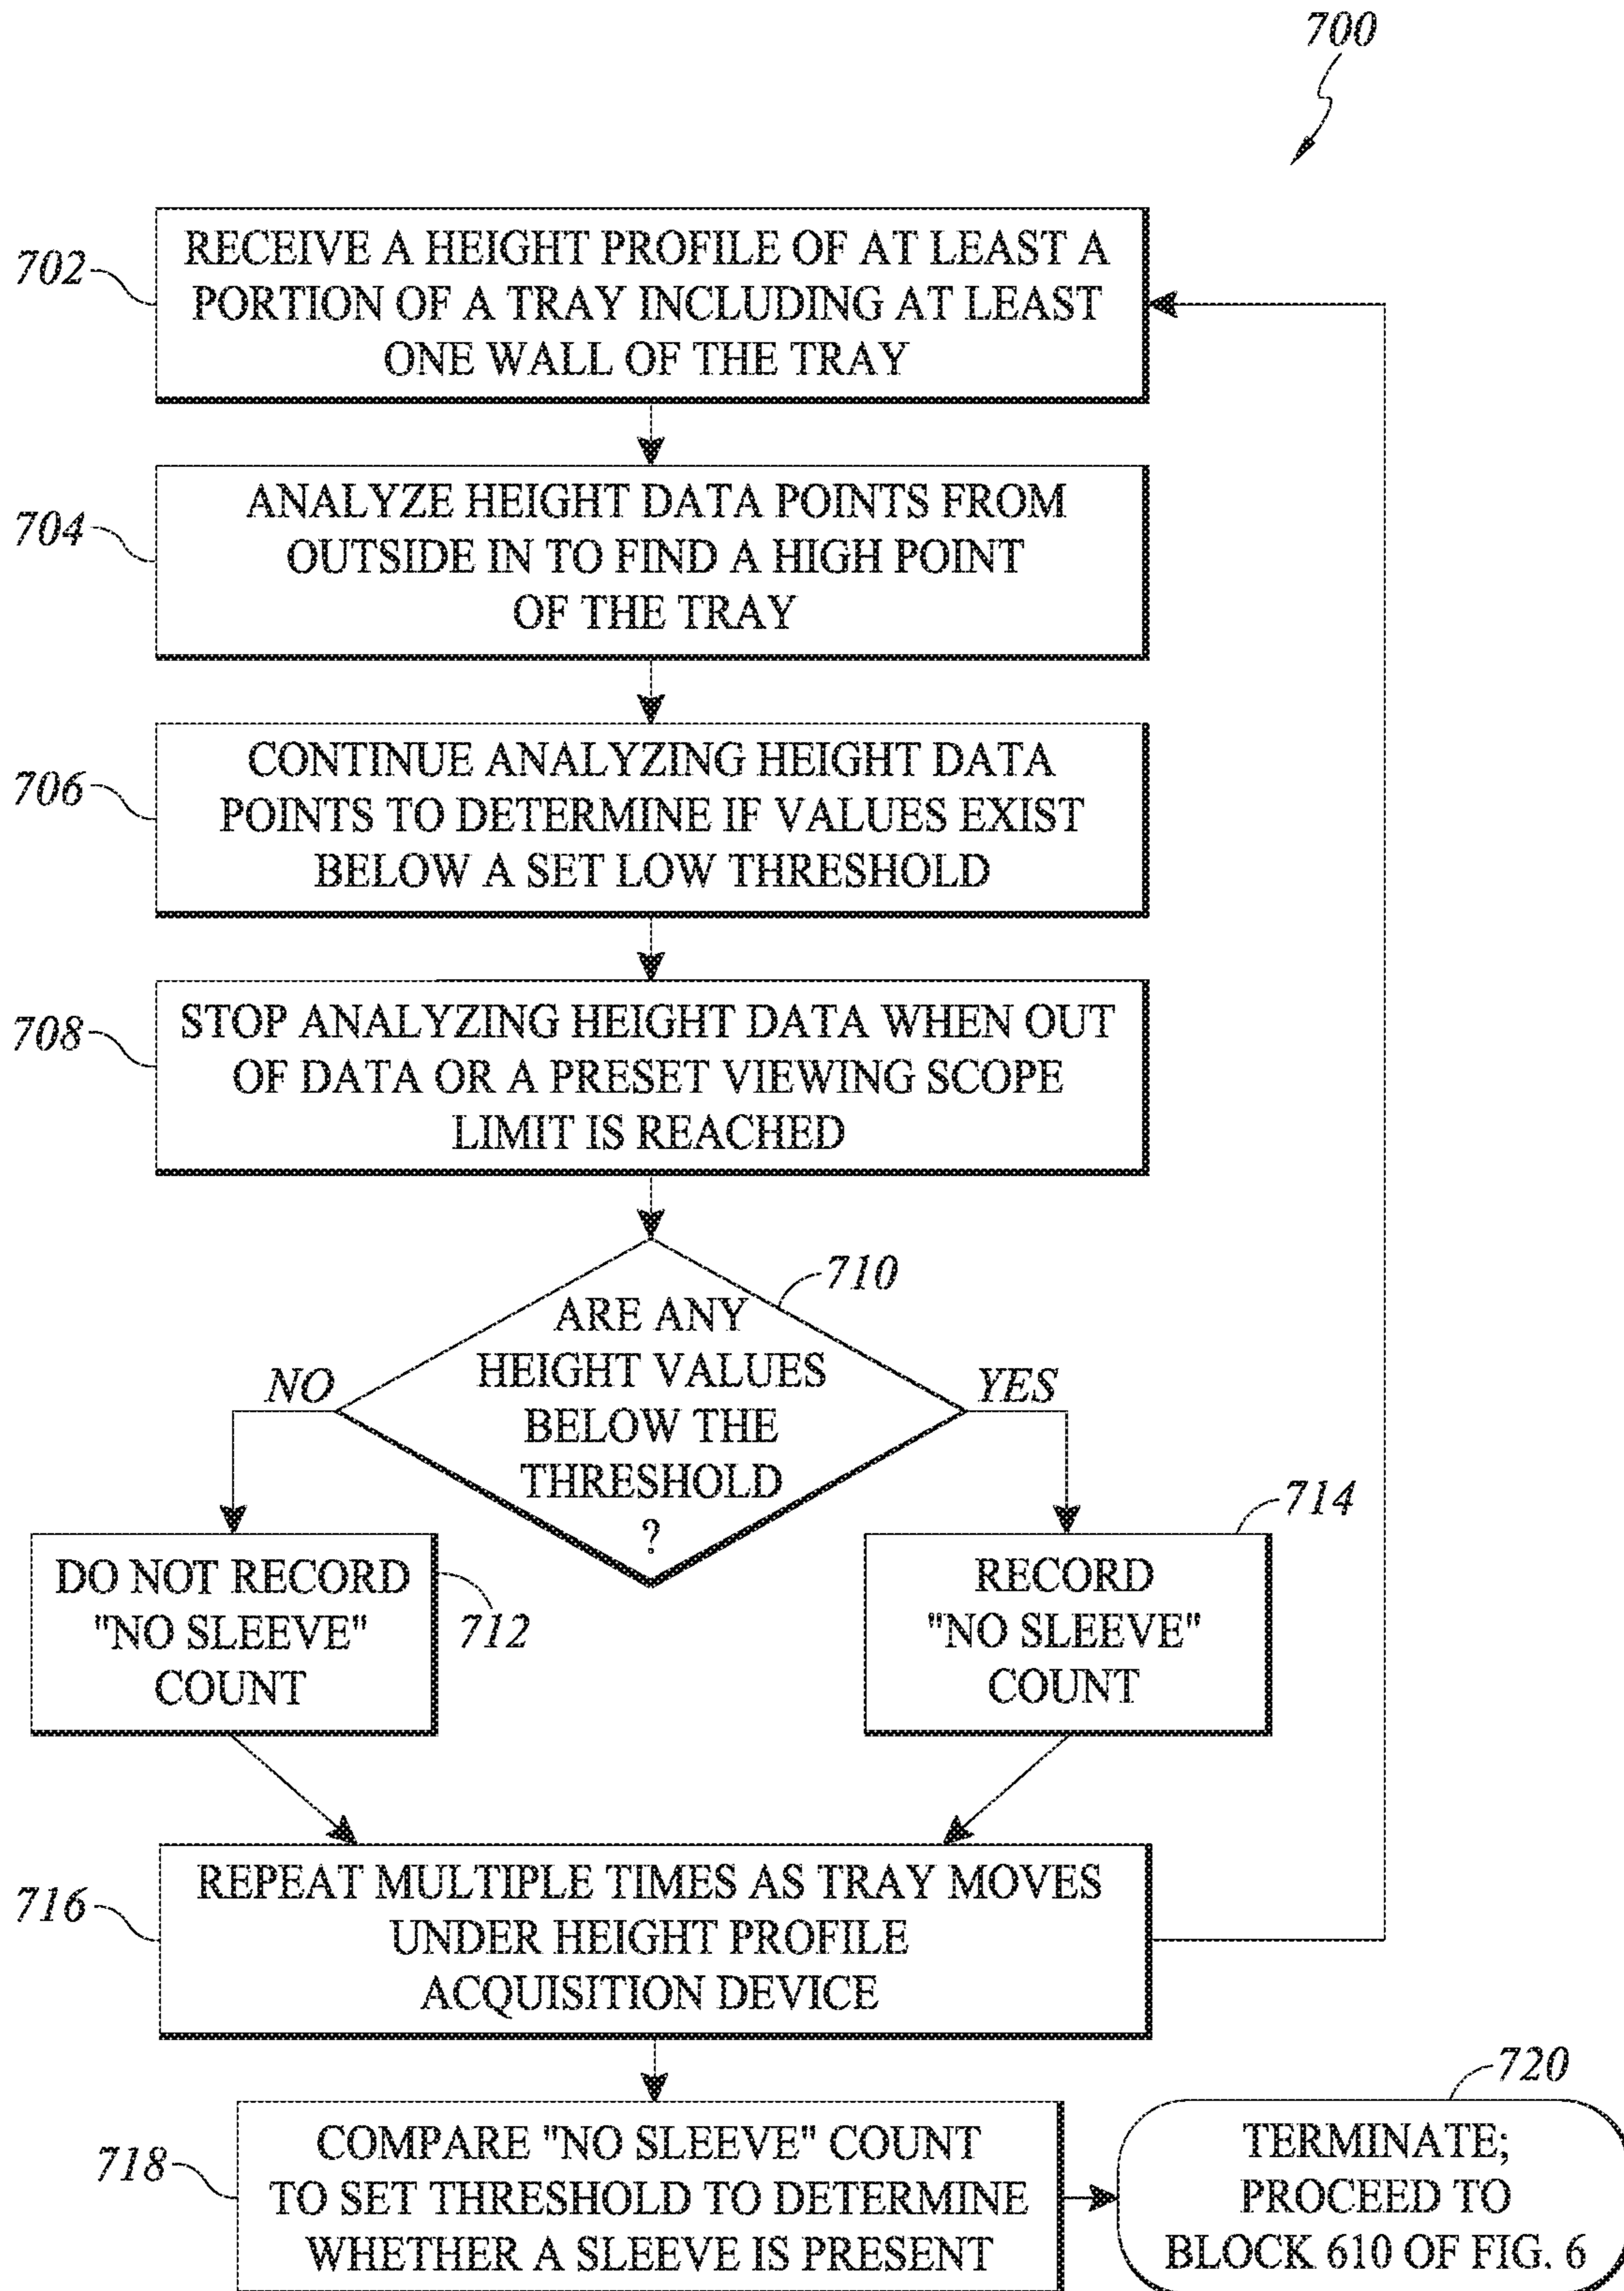 700
702
RECEIVE A HEIGHT PROFILE OF AT LEAST A
PORTION OF A TRAY INCLUDING AT LEAST
ONE WALL OF THE TRAY
704
ANALYZE HEIGHT DATA POINTS FROM
OUTSIDE IN TO FIND A HIGH POINT
OF THE TRAY
706
CONTINUE ANALYZING HEIGHT DATA
POINTS TO DETERMINE IF VALUES EXIST
BELOW A SET LOW THRESHOLD
708
STOP ANALYZING HEIGHT DATA WHEN OUT
OF DATA OR A PRESET VIEWING SCOPE
LIMIT IS REACHED
710
ARE ANY
HEIGHT VALUES
BELOW THE
THRESHOLD
?
NO
YES
DO NOT RECORD
"NO SLEEVE"
COUNT
712
714
RECORD
"NO SLEEVE"
COUNT
716
REPEAT MULTIPLE TIMES AS TRAY MOVES
UNDER HEIGHT PROFILE
ACQUISITION DEVICE
718
COMPARE "NO SLEEVE" COUNT
TO SET THRESHOLD TO DETERMINE
WHETHER A SLEEVE IS PRESENT
720
TERMINATE;
PROCEED TO
BLOCK 610 OF FIG. 6